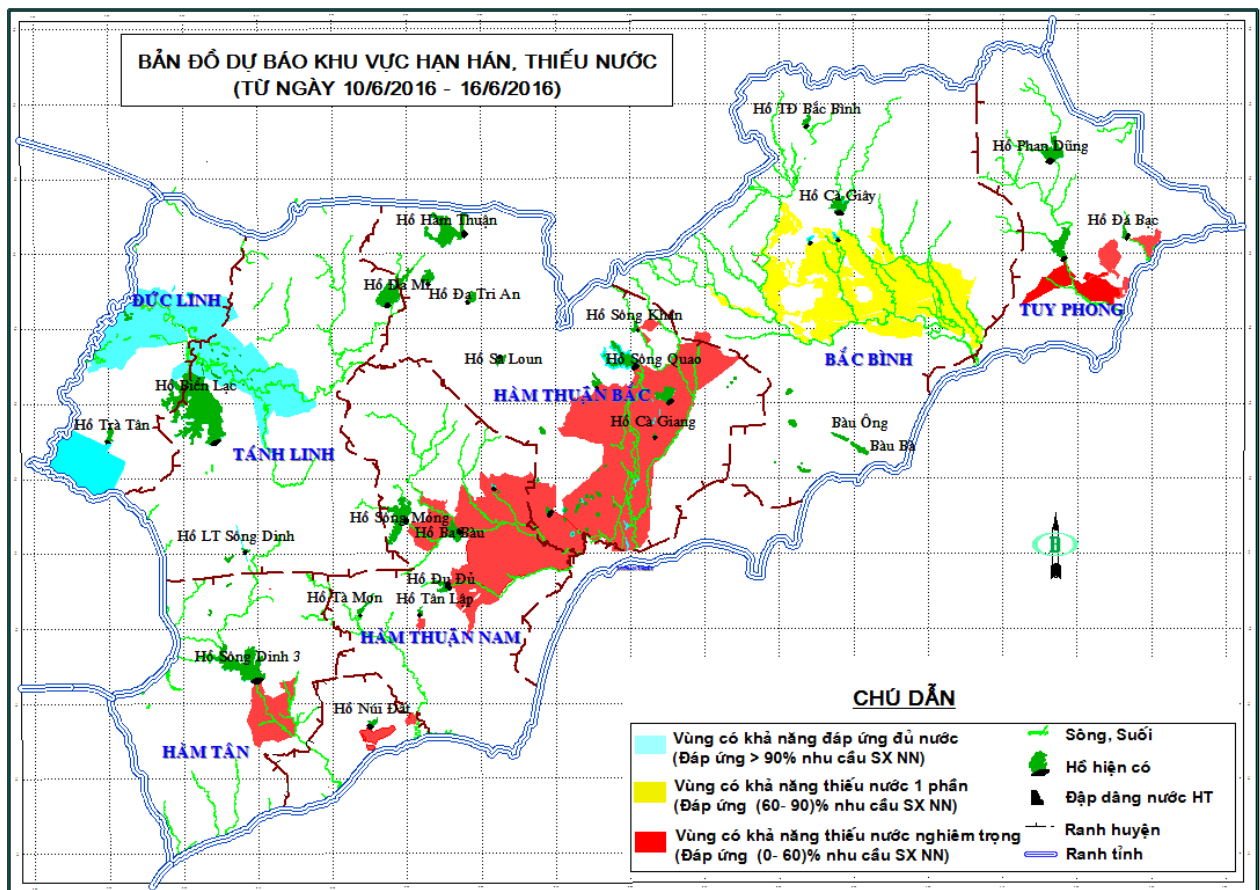 BẢN ĐỒ DỰ BÁO KHU VỰC HẠN HÁN, THIẾU NƯỚC
(TỪ NGÀY 10/6/2016 - 16/6/2016)
Hồ TĐ Bắc Bình
Hồ Phan Dũng
Hồ Cà Giây
Hồ Đá Bạc
Hồ Hàm Thuận
Hồ Đa Mi
Hồ Đạ Tri An
ĐỨC LINH
TUY PHONG
Hồ Sông Khán
BẮC BÌNH
Hồ Sa Loun
Hồ Sông Quao
Hồ Biển Lạc
HÀM THUẬN BẮC
Hồ Trà Tân
Hồ Cà Giang
Bàu Ông
Bàu Bà
TÁNH LINH
Hồ Sông Móng
Hồ Ba Bàu
Hồ LT Sông Dinh
Hồ Đu Đủ
Hồ Tà Mon
Hồ Tân Lập
HÀM THUẬN NAM
Hồ Sông Dinh 3
Hồ Núi Đất
HÀM TÂN
B
CHÚ DẪN
Vùng có khả năng đáp ứng đủ nước
(Đáp ứng > 90% nhu cầu SX NN)
Vùng có khả năng thiếu nước 1 phần
(Đáp ứng (60- 90)% nhu cầu SX NN)
Vùng có khả năng thiếu nước nghiêm trọng
(Đáp ứng (0- 60)% nhu cầu SX NN)
Sông, Suối
Hồ hiện có
Đập dâng nước HT
Ranh huyện
Ranh tỉnh